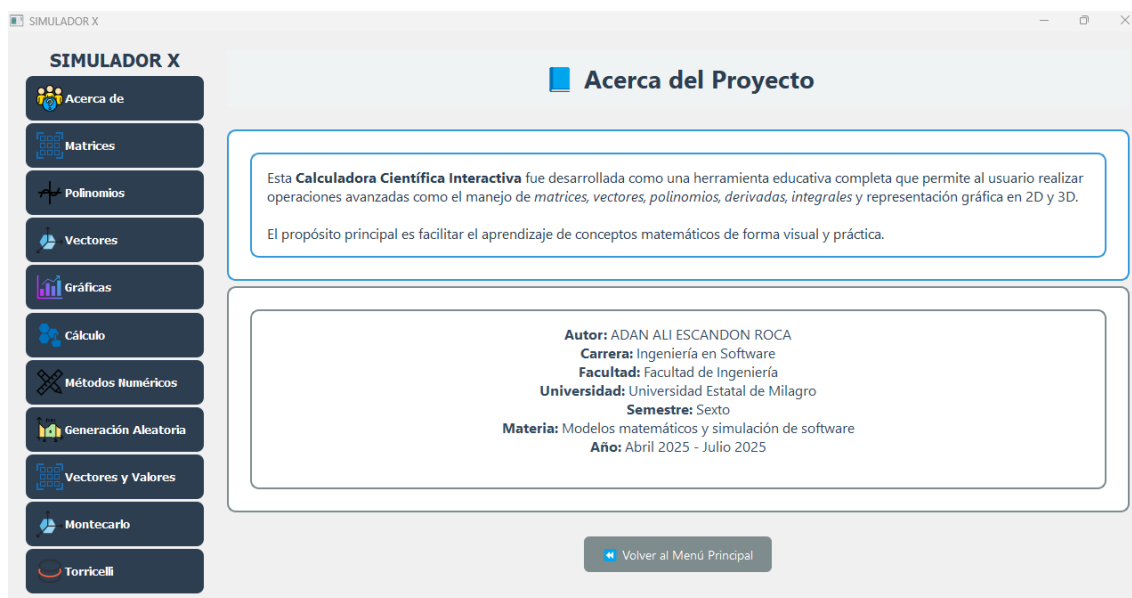 SIMULADOR X
SIMULADOR X
Acerca de
Matrices
Polinomios
Vectores
Gráficas
Cálculo
Métodos Numéricos
Generación Aleatoria
Vectores y Valores
Montecarlo
Torricelli
Acerca del Proyecto
Esta Calculadora Científica Interactiva fue desarrollada como una herramienta educativa completa que permite al usuario realizar
operaciones avanzadas como el manejo de matrices, vectores, polinomios, derivadas, integrales y representación gráfica en 2D y 3D.
El propósito principal es facilitar el aprendizaje de conceptos matemáticos de forma visual y práctica.
Autor: ADAN ALI ESCANDON ROCA
Carrera: Ingeniería en Software
Facultad: Facultad de Ingeniería
Universidad: Universidad Estatal de Milagro
Semestre: Sexto
Materia: Modelos matemáticos y simulación de software
Año: Abril 2025 - Julio 2025
Volver al Menú Principal